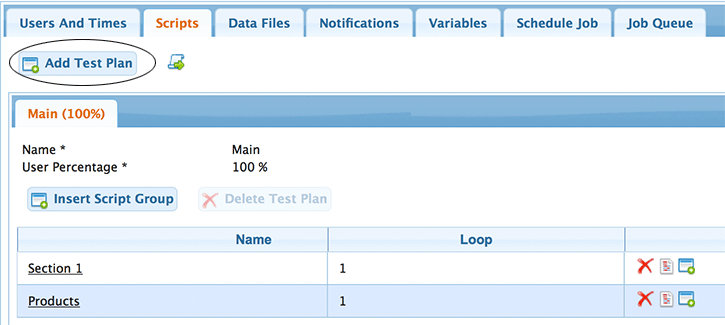 Users And Times Scripts Data Files Notifications Variables Schedule Job Job Queue
Add Test Plan
Main (100%)
Name * Main
User Percentage * 100 %
Insert Script Group Delete Test Plan
Name Loop
Section 1 1
Products 1